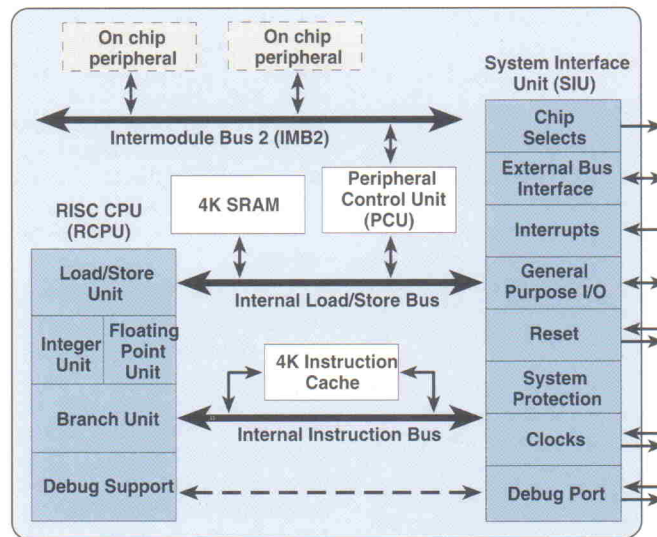 On chip
peripheral
On chip
peripheral
System Interface
Unit (SIU)
Intermodule Bus 2 (IMB2)
Chip
Selects
External Bus
Interface
4K SRAM
Peripheral
Control Unit
(PCU)
RISC CPU
(RCPU)
Interrupts
Load/Store
Unit
Internal Load/Store Bus
General
Purpose I/O
Integer
Unit
Floating
Point
Unit
Reset
4K Instruction
Cache
System
Protection
Branch Unit
Internal Instruction Bus
Clocks
Debug Support
Debug Port